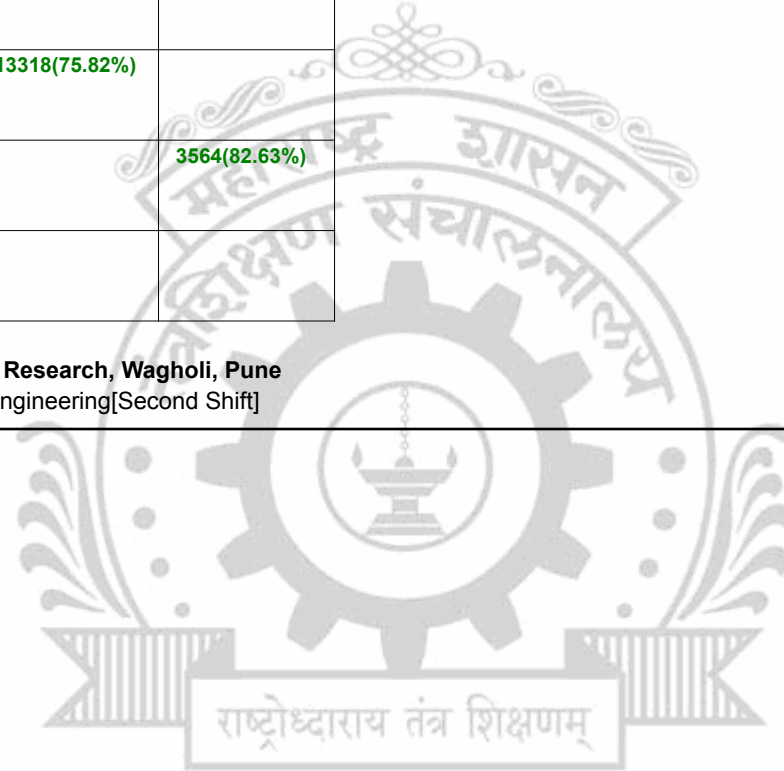 13318(75.82%)
3564(82.63%)
महाराष्ट्र शासन
तंत्रशिक्षण संचालनालय
Research, Wagholi, Pune
ngineering[Second Shift]
राष्ट्रोध्दाराय तंत्र शिक्षणम्